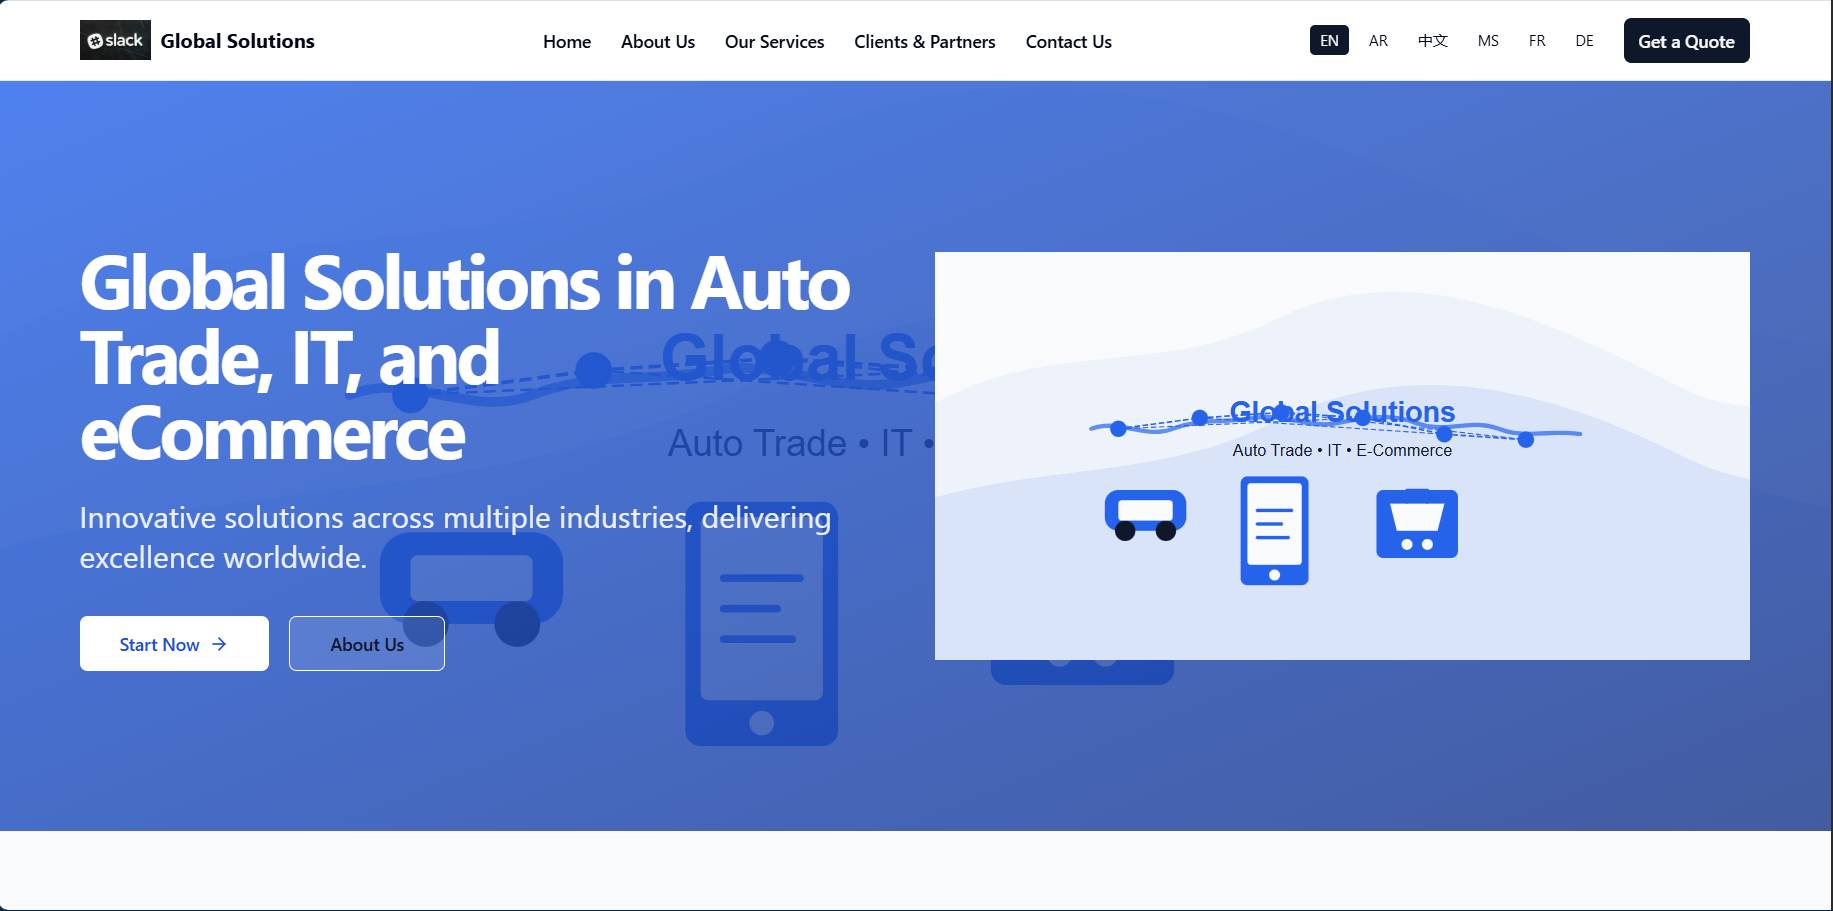 slack Global Solutions
Home About Us Our Services Clients & Partners Contact Us
EN AR 中文 MS FR DE
Get a Quote
Global Solutions in Auto
Trade, IT, and
eCommerce
Innovative solutions across multiple industries, delivering
excellence worldwide.
Start Now →
About Us
Global So
Auto Trade • IT •
Global Solutions
Auto Trade • IT • E-Commerce